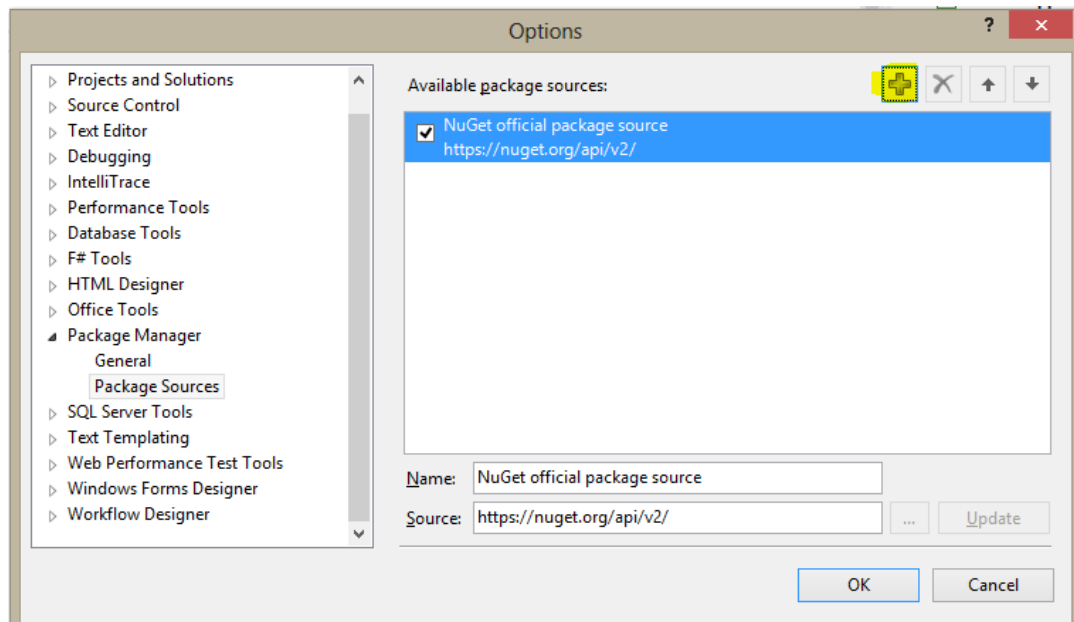 Options
?
Projects and Solutions
Source Control
Text Editor
Debugging
IntelliTrace
Performance Tools
Database Tools
F# Tools
HTML Designer
Office Tools
Package Manager
General
Package Sources
SQL Server Tools
Text Templating
Web Performance Test Tools
Windows Forms Designer
Workflow Designer
Available package sources:
NuGet official package source
https://nuget.org/api/v2/
Name: NuGet official package source
Source: https://nuget.org/api/v2/ ... Update
OK Cancel